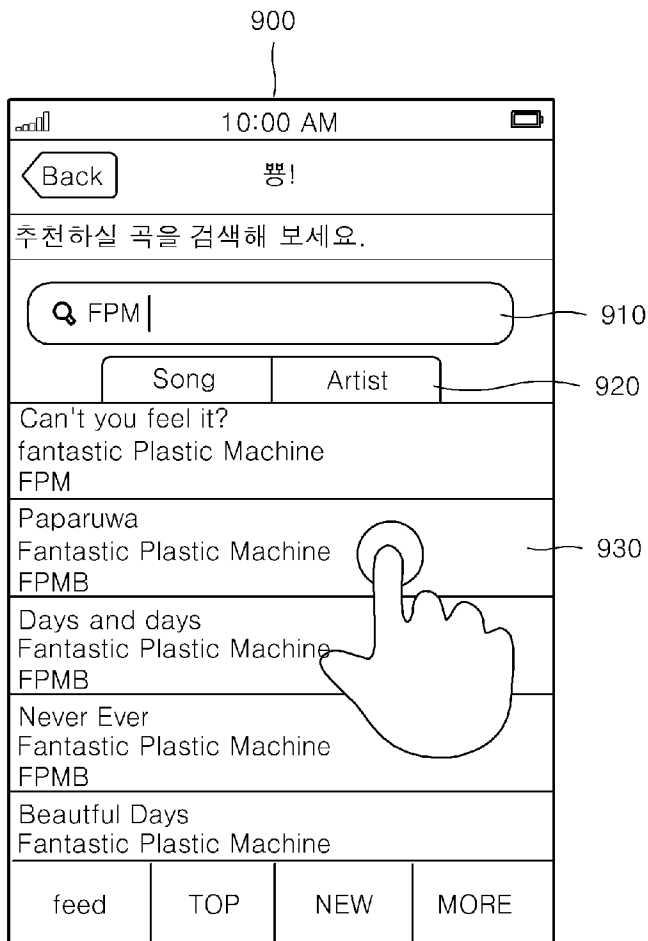 900
10:00 AM
Back
뿅!
추천하실 곡을 검색해 보세요.
FPM
910
Song Artist
920
Can't you feel it?
fantastic Plastic Machine
FPM
Paparuwa
Fantastic Plastic Machine
930
FPMB
Days and days
Fantastic Plastic Machine
FPMB
Never Ever
Fantastic Plastic Machine
FPMB
Beautful Days
Fantastic Plastic Machine
feed TOP NEW MORE